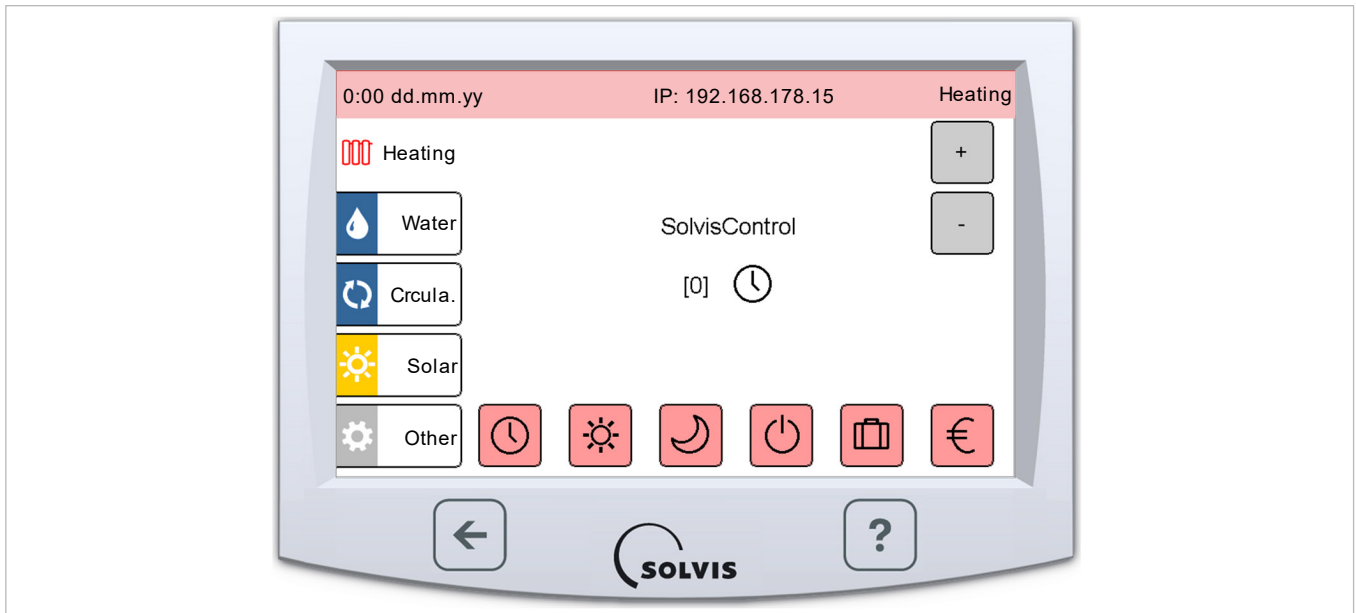 0:00 dd.mm.yy IP: 192.168.178.15 Heating
Heating
+
Water
SolvisControl
-
Crcula.
[0]
Solar
Other
€
?
SOLVIS